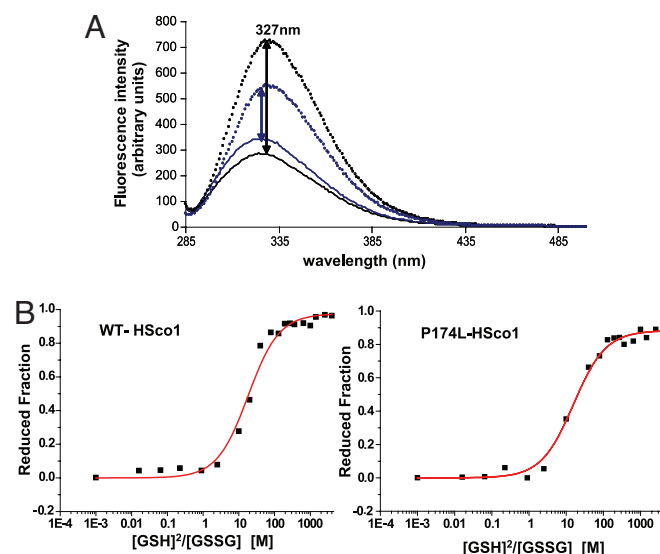 A
327nm
Fluorescence intensity
(arbitrary units)
800
700
600
500
400
300
200
100
0
285
335
385
435
485
wavelength (nm)
B
WT- HSco1
Reduced Fraction
1.0
0.8
0.6
0.4
0.2
0.0
-0.2
1E-4 1E-3 0.01 0.1 1 10 100 1000
[GSH]²/[GSSG] [M]
P174L-HSco1
Reduced Fraction
1.0
0.8
0.6
0.4
0.2
0.0
-0.2
1E-4 1E-3 0.01 0.1 1 10 100 1000
[GSH]²/[GSSG] [M]